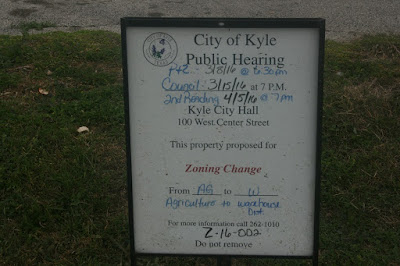 City of Kyle
Public Hearing
P+Z: 3/8/16 @ 6:30pm
Council: 3/15/16 at 7 P.M.
2nd Reading 4/5/16 @ 7pm
Kyle City Hall
100 West Center Street
This property proposed for
Zoning Change
From AG to W
Agriculture to warehouse
Dist.
For more information call 262-1010
Z-16-002
Do not remove